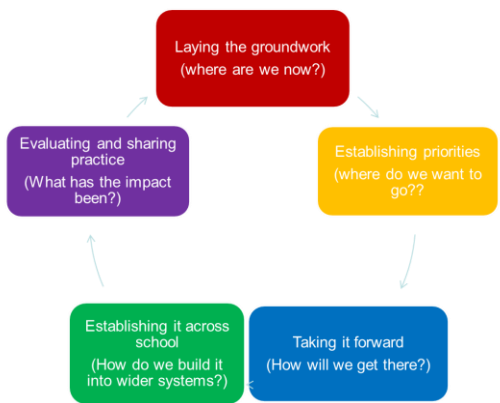 Laying the groundwork
(where are we now?)
Establishing priorities
(where do we want to
go??
Taking it forward
(How will we get there?)
Establishing it across
school
(How do we build it
into wider systems?)
Evaluating and sharing
practice
(What has the impact
been?)